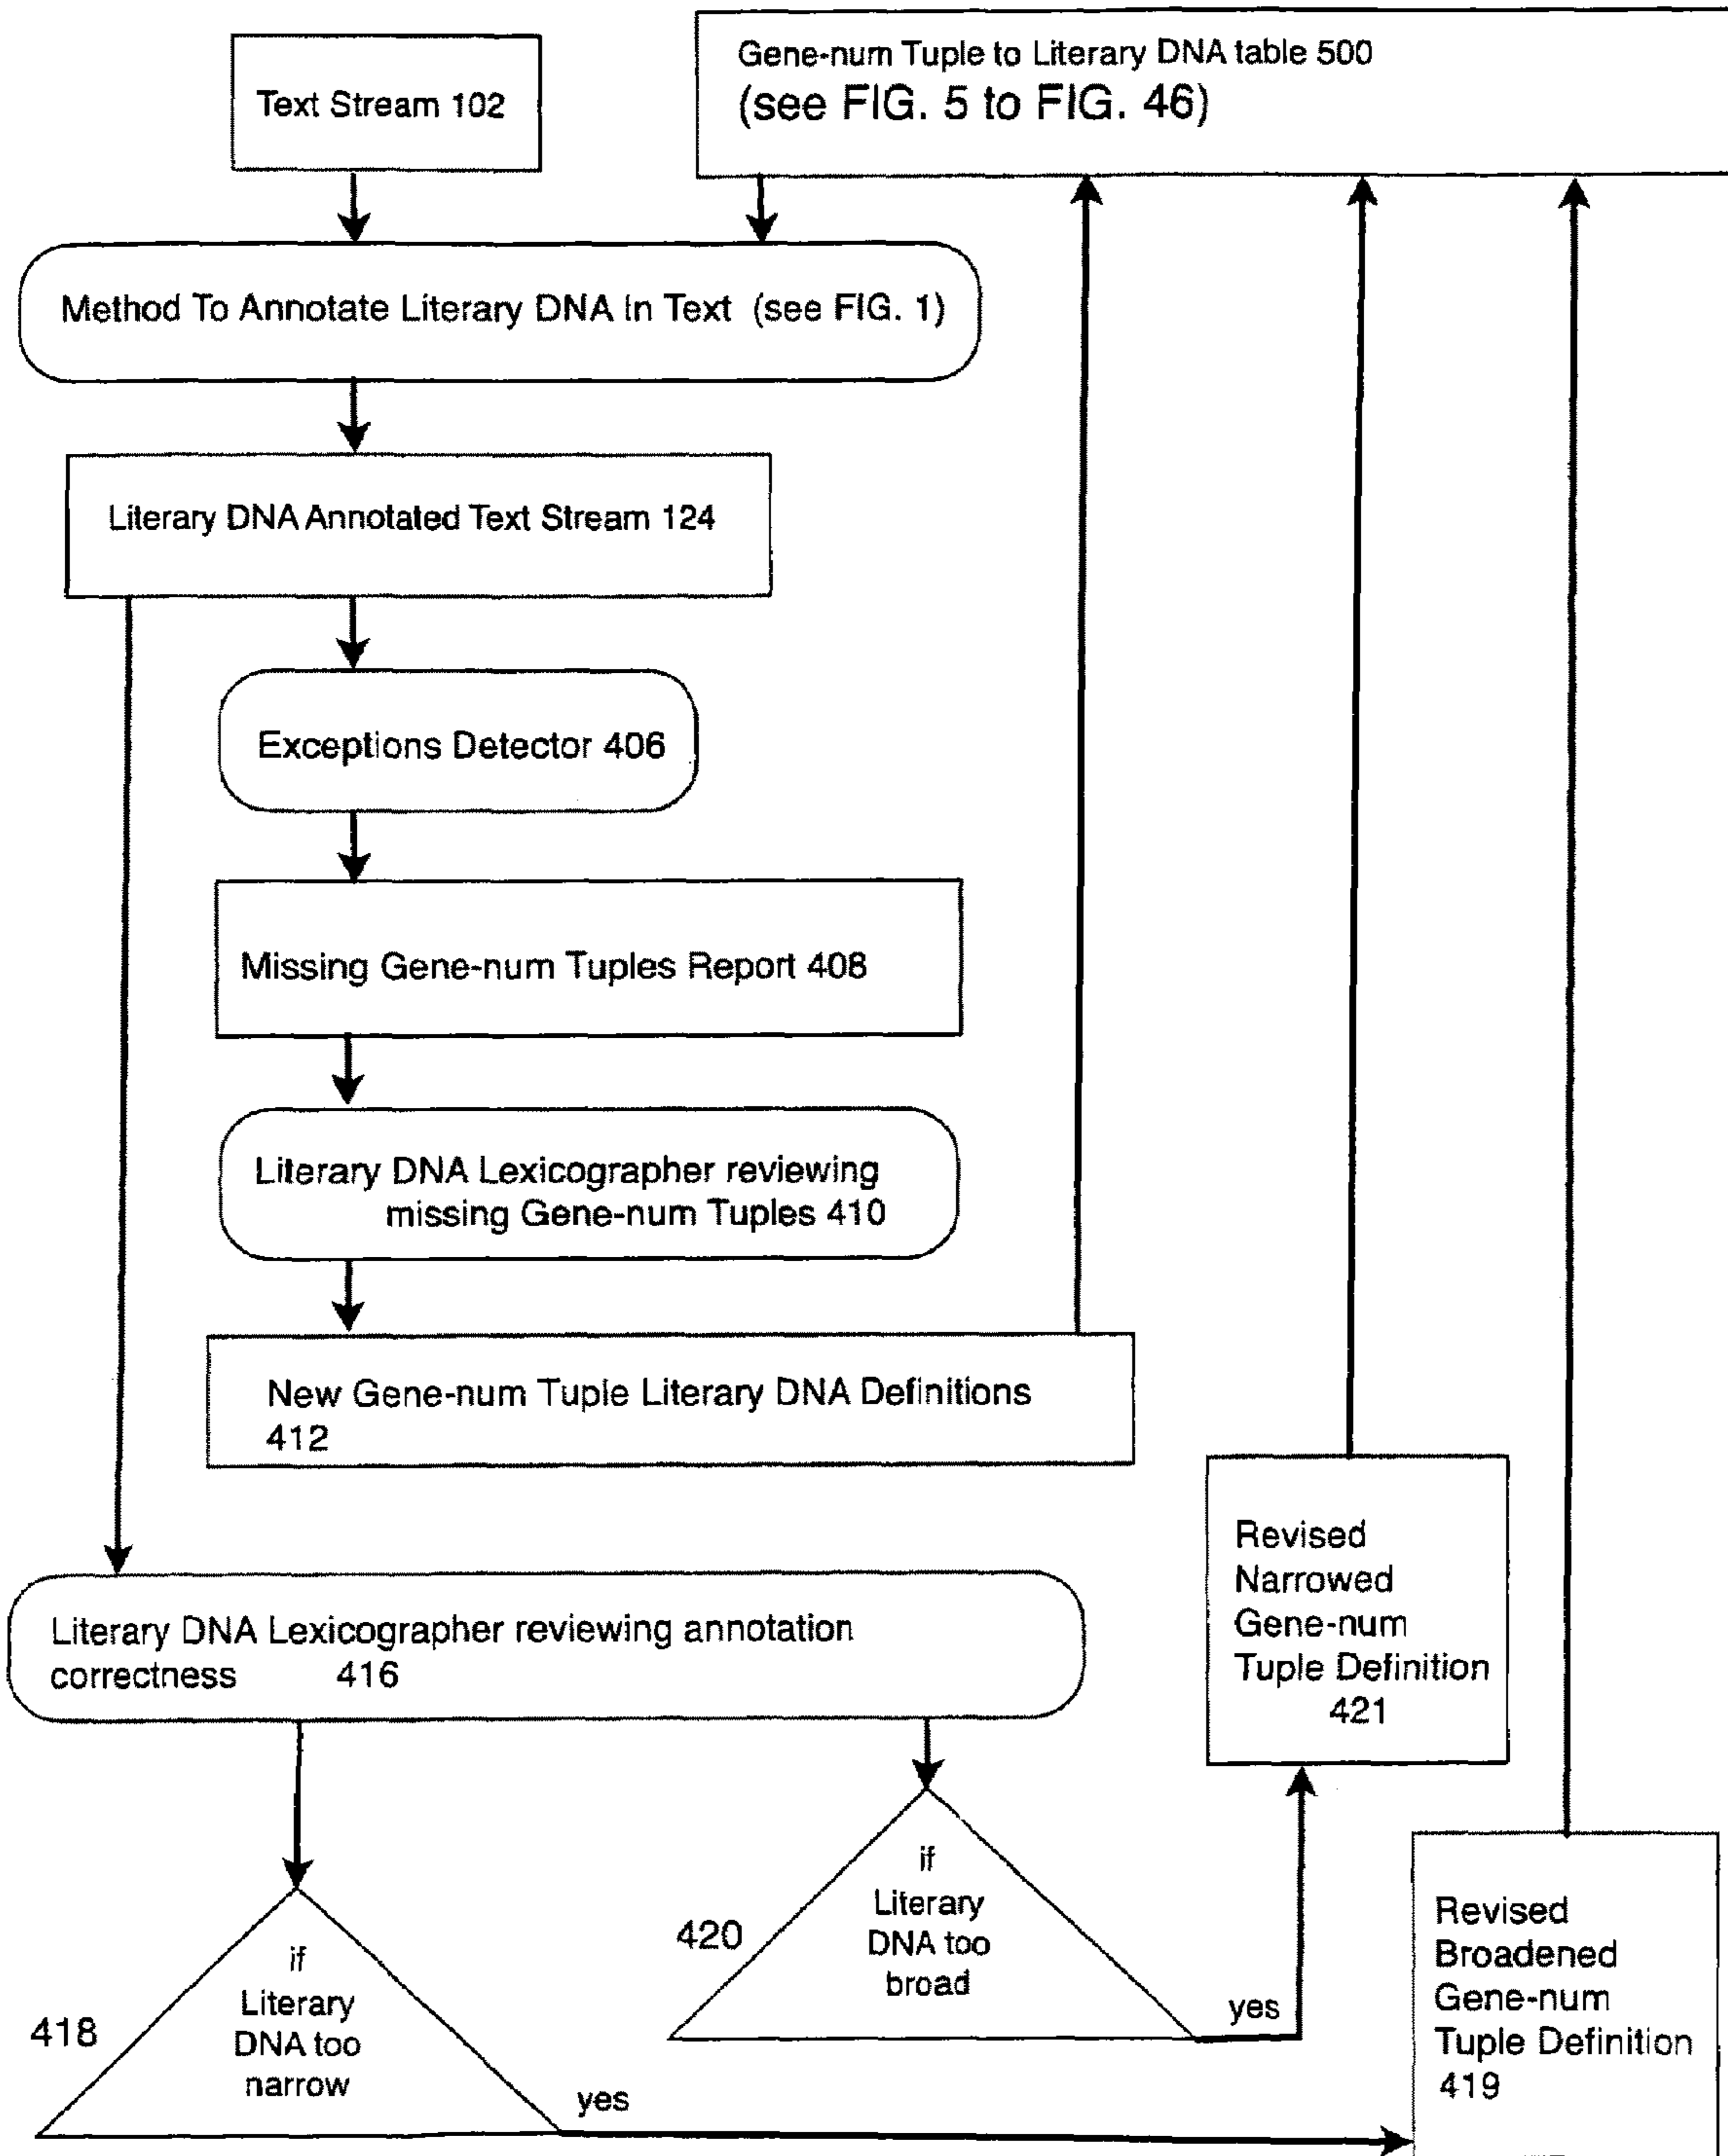 Text Stream 102
Gene-num Tuple to Literary DNA table 500
(see FIG. 5 to FIG. 46)
Method To Annotate Literary DNA In Text (see FIG. 1)
Literary DNA Annotated Text Stream 124
Exceptions Detector 406
Missing Gene-num Tuples Report 408
Literary DNA Lexicographer reviewing
missing Gene-num Tuples 410
New Gene-num Tuple Literary DNA Definitions
412
Literary DNA Lexicographer reviewing annotation
correctness 416
Revised
Narrowed
Gene-num
Tuple Definition
421
if
Literary
DNA too
broad
420
yes
if
Literary
DNA too
narrow
418
yes
Revised
Broadened
Gene-num
Tuple Definition
419